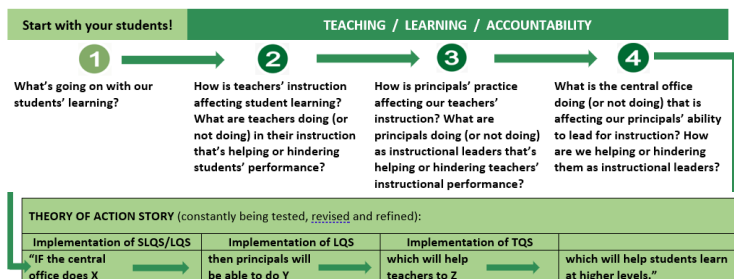 Start with your students!
TEACHING / LEARNING / ACCOUNTABILITY
1
2
3
4
What's going on with our
students' learning?
How is teachers' instruction
affecting student learning?
What are teachers doing (or
not doing) in their instruction
that's helping or hindering
students' performance?
How is principals' practice
affecting our teachers'
instruction? What are
principals doing (or not doing)
as instructional leaders that's
helping or hindering teachers'
instructional performance?
What is the central office
doing (or not doing) that is
affecting our principals' ability
to lead for instruction? How
are we helping or hindering
them as instructional leaders?
THEORY OF ACTION STORY (constantly being tested, revised and refined):
Implementation of SLQS/LQS
Implementation of LQS
Implementation of TQS
"IF the central
office does X
then principals will
be able to do Y
which will help
teachers to Z
which will help students learn
at higher levels."